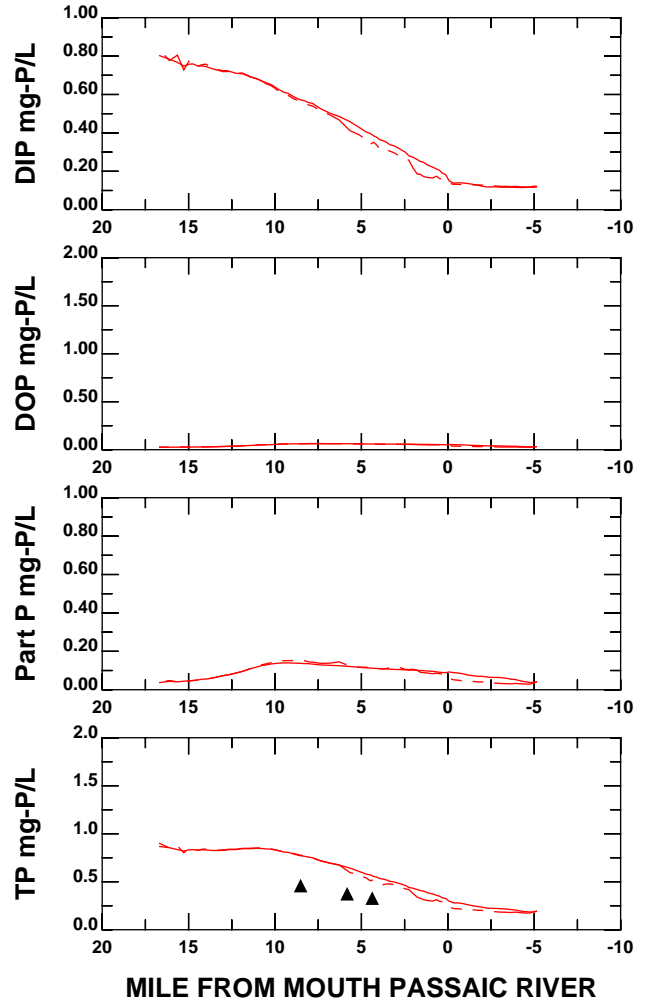 DIP mg-P/L
1.00
0.80
0.60
0.40
0.20
0.00
20 15 10 5 0 -5 -10
DOP mg-P/L
2.00
1.50
1.00
0.50
0.00
20 15 10 5 0 -5 -10
Part P mg-P/L
1.00
0.80
0.60
0.40
0.20
0.00
20 15 10 5 0 -5 -10
TP mg-P/L
2.0
1.5
1.0
0.5
0.0
20 15 10 5 0 -5 -10
MILE FROM MOUTH PASSAIC RIVER